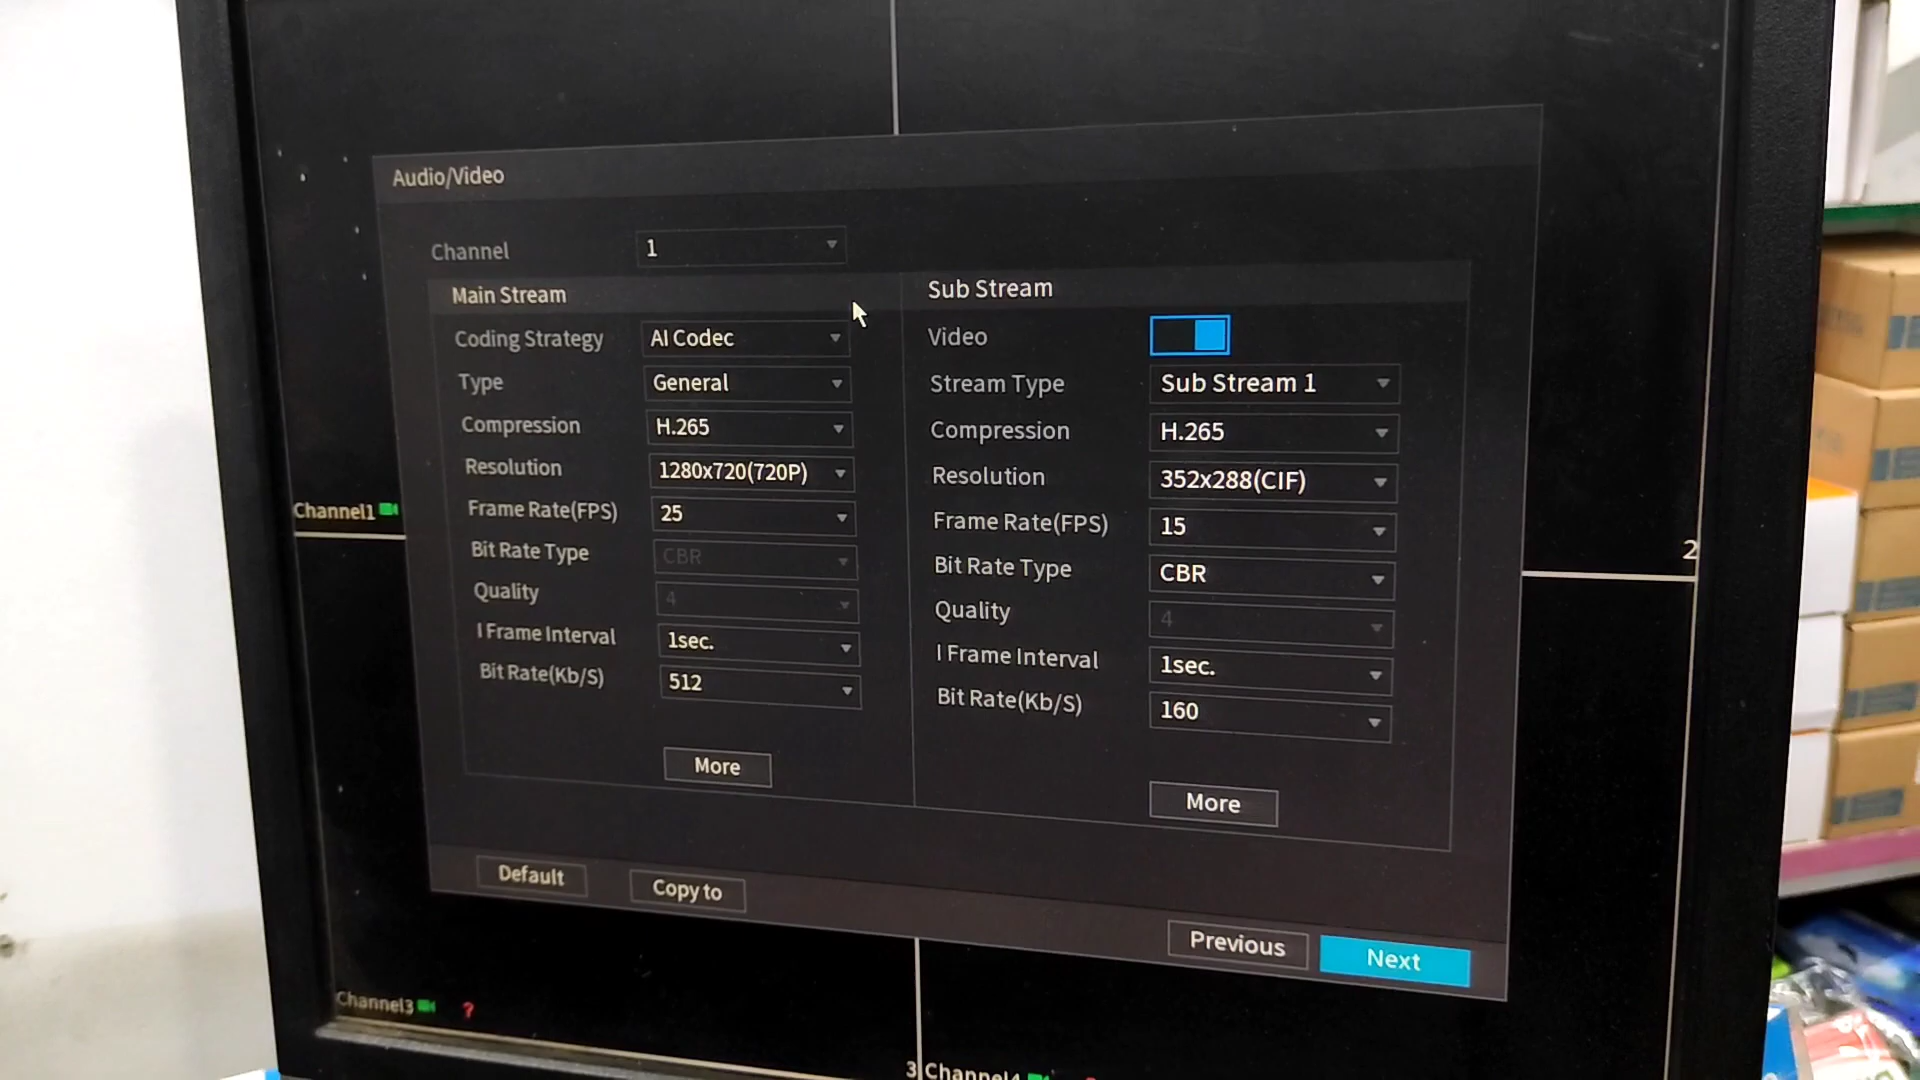 Audio/Video
Channel 1
Main Stream
Coding Strategy AI Codec
Type General
Compression H.265
Resolution 1280x720(720P)
Frame Rate(FPS) 25
Bit Rate Type CBR
Quality 4
I Frame Interval 1sec.
Bit Rate(Kb/S) 512
More
Sub Stream
Video
Stream Type Sub Stream 1
Compression H.265
Resolution 352x288(CIF)
Frame Rate(FPS) 15
Bit Rate Type CBR
Quality 4
I Frame Interval 1sec.
Bit Rate(Kb/S) 160
More
Default Copy to
Previous Next
Channel1
2
Channel3 ?
3 Channel4